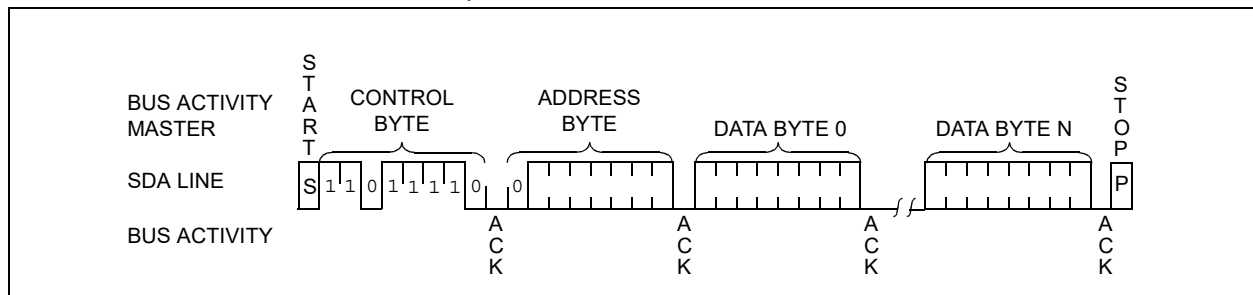 START
STOP
BUS ACTIVITY
MASTER
CONTROL
BYTE
ADDRESS
BYTE
DATA BYTE 0
DATA BYTE N
SDA LINE
S 1 1 0 1 1 1 1 0 0 P
BUS ACTIVITY
ACK
ACK
ACK
ACK